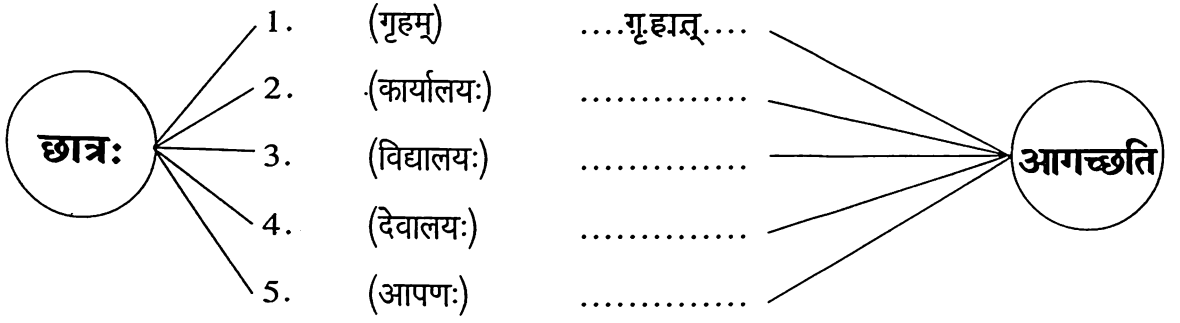 1. (गृहम्) ....गृहात्....
2. (कार्यालयः) .............
छात्रः 3. (विद्यालयः) ............. आगच्छति
4. (देवालयः) .............
5. (आपणः) .............